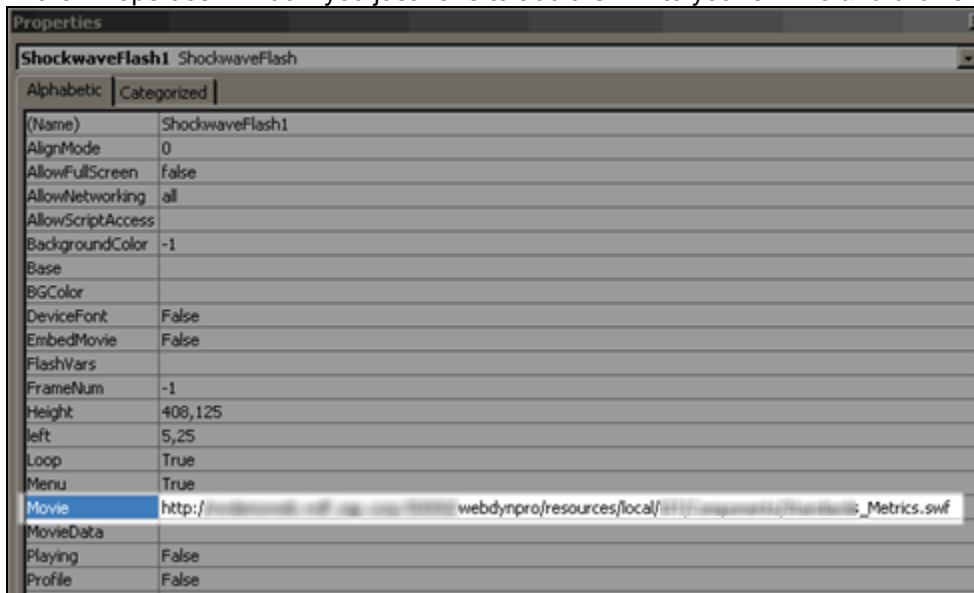 Properties
ShockwaveFlash1 ShockwaveFlash
Alphabetic Categorized
(Name) ShockwaveFlash1
AlignMode 0
AllowFullScreen false
AllowNetworking all
AllowScriptAccess
BackgroundColor -1
Base
BGColor
DeviceFont False
EmbedMovie False
FlashVars
FrameNum -1
Height 408,125
left 5,25
Loop True
Menu True
Movie http:/ webdynpro/resources/local/ s_Metrics.swf
MovieData
Playing False
Profile False